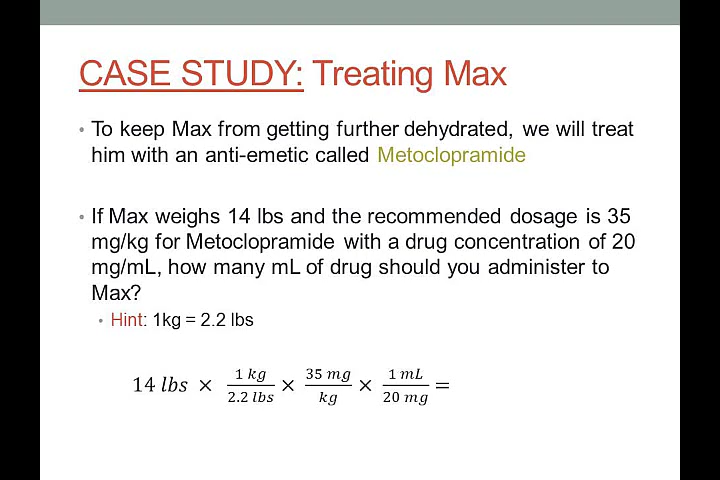 CASE STUDY: Treating Max
• To keep Max from getting further dehydrated, we will treat
him with an anti-emetic called Metoclopramide
• If Max weighs 14 lbs and the recommended dosage is 35
mg/kg for Metoclopramide with a drug concentration of 20
mg/mL, how many mL of drug should you administer to
Max?
• Hint: 1kg = 2.2 lbs
14 lbs × 1 kg/2.2 lbs × 35 mg/kg × 1 mL/20 mg =